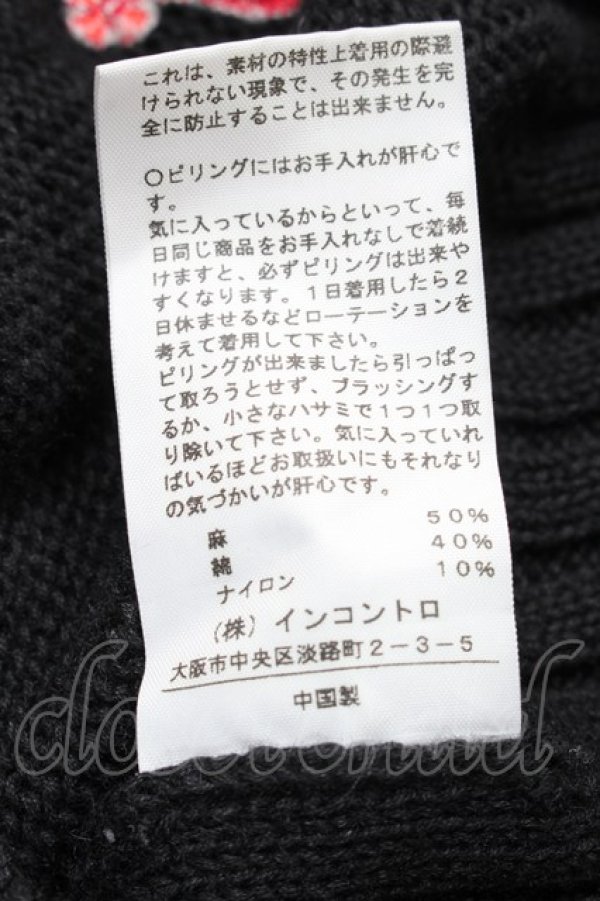 これは、素材の特性上着用の際避
けられない現象で、その発生を完
全に防止することは出来ません。
○ピリングにはお手入れが肝心で
す。
気に入っているからといって、毎
日同じ商品をお手入れなしで着続
けますと、必ずピリングは出来や
すくなります。1日着用したら2
日休ませるなどローテーションを
考えて着用して下さい。
ピリングが出来ましたら引っぱっ
て取ろうとせず、ブラッシングす
るか、小さなハサミで1つ1つ取
り除いて下さい。気に入っていれ
ばいるほどお取扱いにもそれなり
の気づかいが肝心です。
麻 50%
綿 40%
ナイロン 10%
(株) インコントロ
大阪市中央区淡路町2-3-5
中国製
closet child